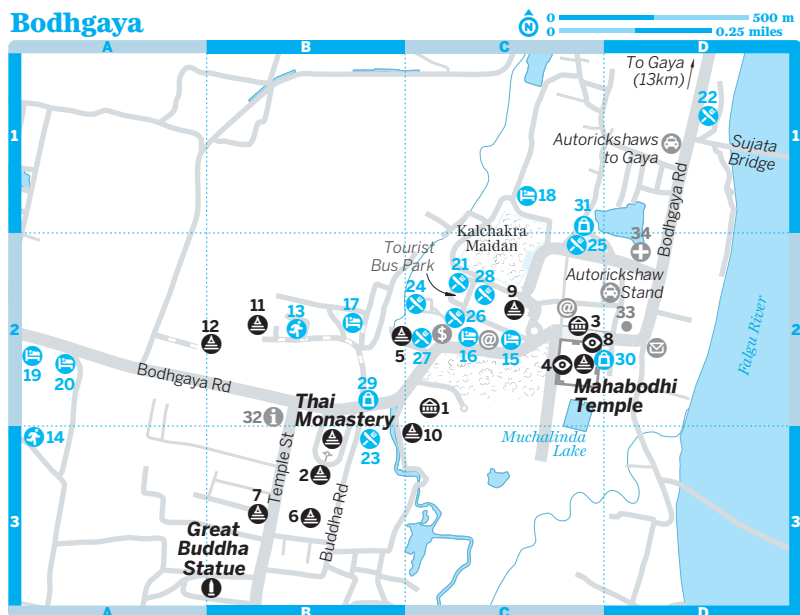 Bodhgaya
N
0 500 m
0 0.25 miles
A B C D
To Gaya
(13km)
22
1 1
Autorickshaws
to Gaya
Sujata
Bridge
Bodhgaya Rd
18
31
Kalchakra
Maidan
25
34
Tourist
Bus Park
21
28
Autorickshaw
Stand
24
9
11
13
17
26
@
3
33
2 2
12
5
27
$
16
@
15
8
Falgu River
19
20
4
30
Bodhgaya Rd
29
Mahabodhi
Temple
Thai
Monastery
1
32
i
14
23
10
Muchalinda
Lake
2
Temple St
Buddha Rd
7
6
3 3
Great
Buddha
Statue
A B C D